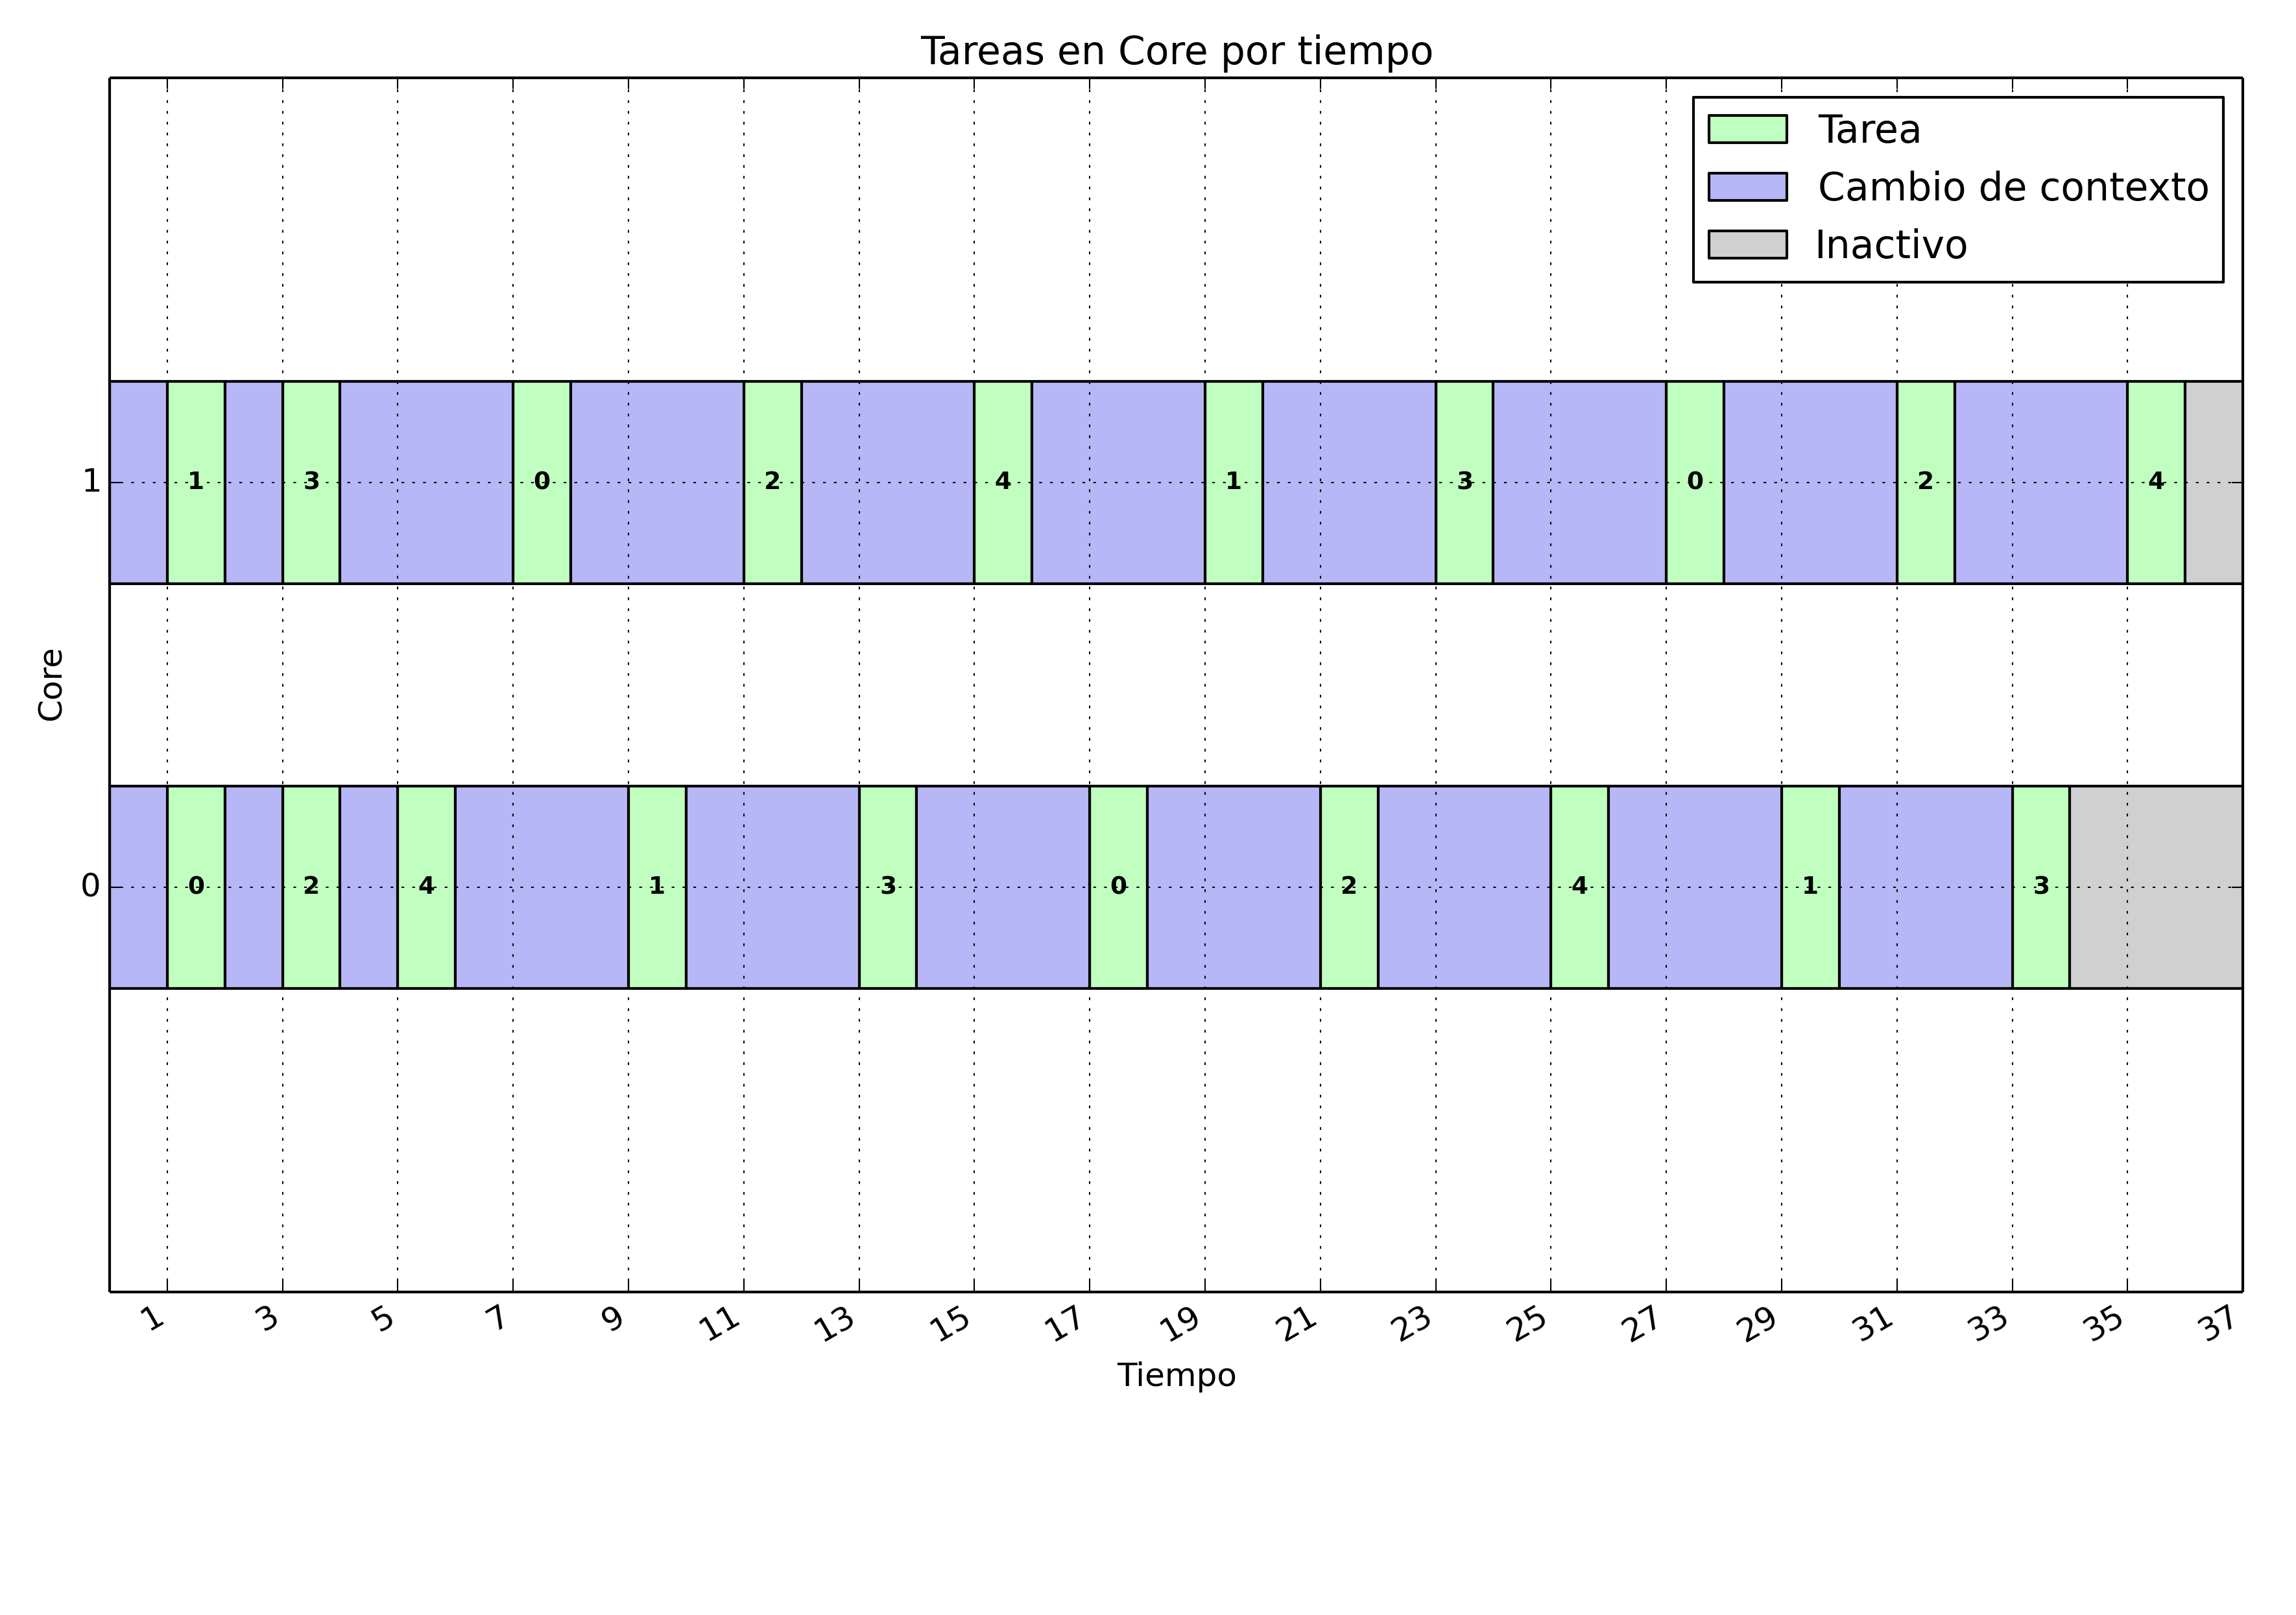 Tareas en Core por tiempo
Tarea
Cambio de contexto
Inactivo
1
1 3 0 2 4 1 3 0 2 4
Core
0
0 2 4 1 3 0 2 4 1 3
1 3 5 7 9 11 13 15 17 19 21 23 25 27 29 31 33 35 37
Tiempo